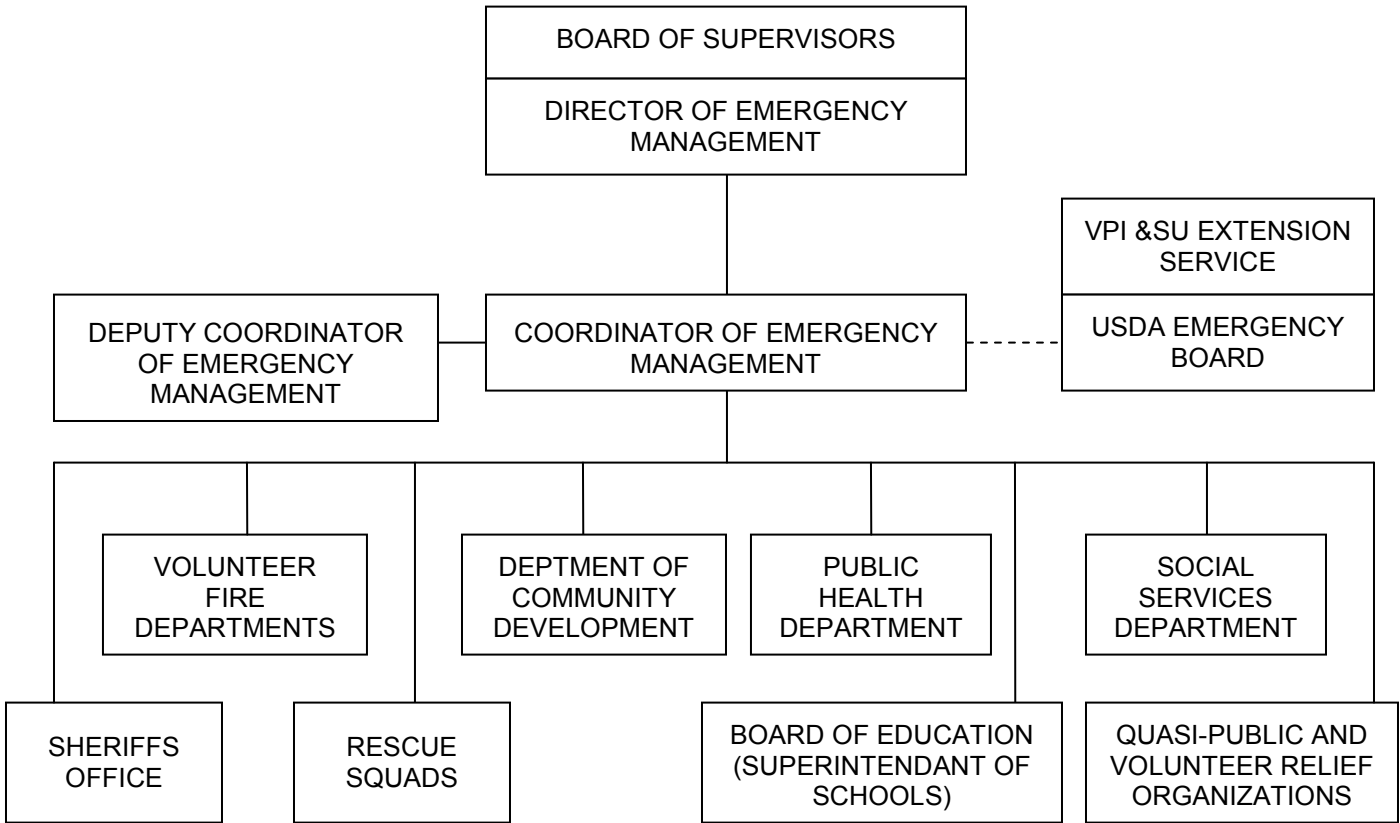 BOARD OF SUPERVISORS
DIRECTOR OF EMERGENCY
MANAGEMENT
VPI &SU EXTENSION
SERVICE
USDA EMERGENCY
BOARD
DEPUTY COORDINATOR
OF EMERGENCY
MANAGEMENT
COORDINATOR OF EMERGENCY
MANAGEMENT
VOLUNTEER
FIRE
DEPARTMENTS
DEPTMENT OF
COMMUNITY
DEVELOPMENT
PUBLIC
HEALTH
DEPARTMENT
SOCIAL
SERVICES
DEPARTMENT
SHERIFFS
OFFICE
RESCUE
SQUADS
BOARD OF EDUCATION
(SUPERINTENDANT OF
SCHOOLS)
QUASI-PUBLIC AND
VOLUNTEER RELIEF
ORGANIZATIONS